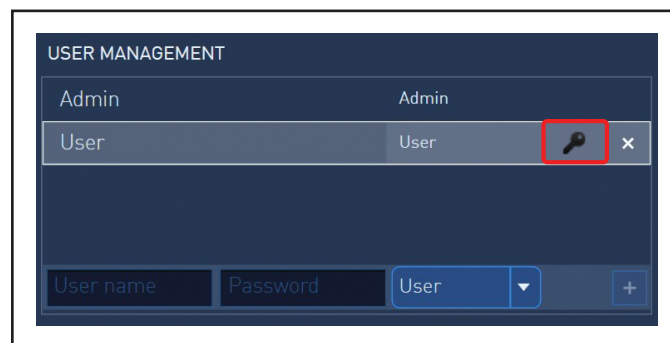 USER MANAGEMENT
Admin Admin
User User ×
User name Password User +